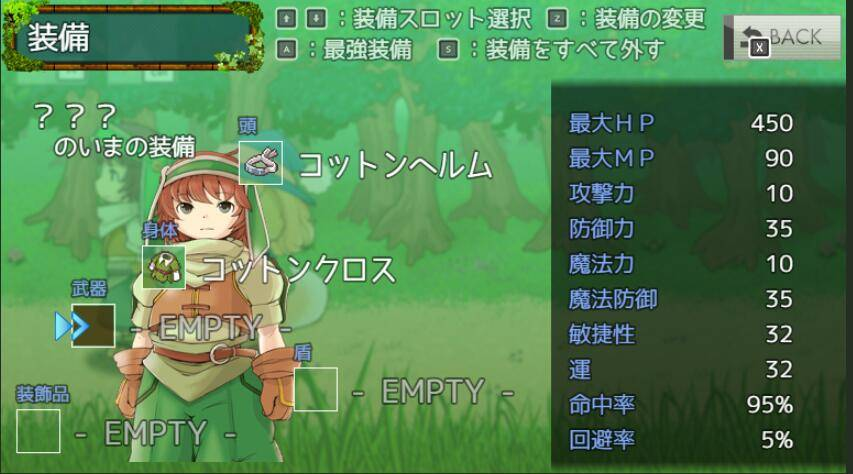 装備
↑ ↓ ：装備スロット選択 Z ：装備の変更
A ：最強装備 S ：装備をすべて外す
X BACK
？？？
のいまの装備
頭
コットンヘルム
身体
コットンクロス
武器
- EMPTY -
盾
- EMPTY -
装飾品
- EMPTY -
最大ＨＰ 450
最大ＭＰ 90
攻撃力 10
防御力 35
魔法力 10
魔法防御 35
敏捷性 32
運 32
命中率 95%
回避率 5%